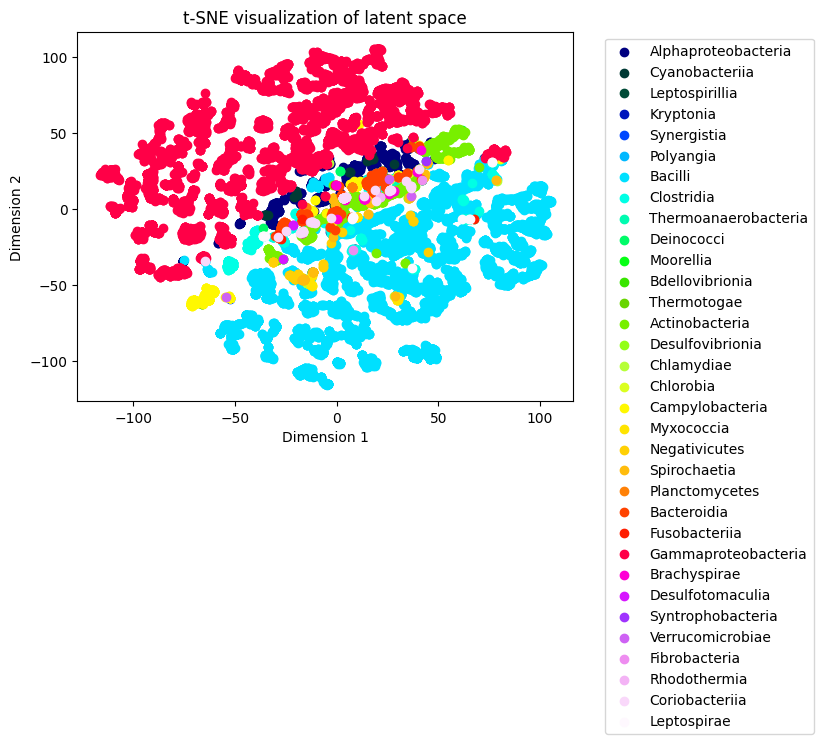 t-SNE visualization of latent space
100
50
0
−50
−100
Dimension 2
−100
−50
0
50
100
Dimension 1
Alphaproteobacteria
Cyanobacteriia
Leptospirillia
Kryptonia
Synergistia
Polyangia
Bacilli
Clostridia
Thermoanaerobacteria
Deinococci
Moorellia
Bdellovibrionia
Thermotogae
Actinobacteria
Desulfovibrionia
Chlamydiae
Chlorobia
Campylobacteria
Myxococcia
Negativicutes
Spirochaetia
Planctomycetes
Bacteroidia
Fusobacteriia
Gammaproteobacteria
Brachyspirae
Desulfotomaculia
Syntrophobacteria
Verrucomicrobiae
Fibrobacteria
Rhodothermia
Coriobacteriia
Leptospirae